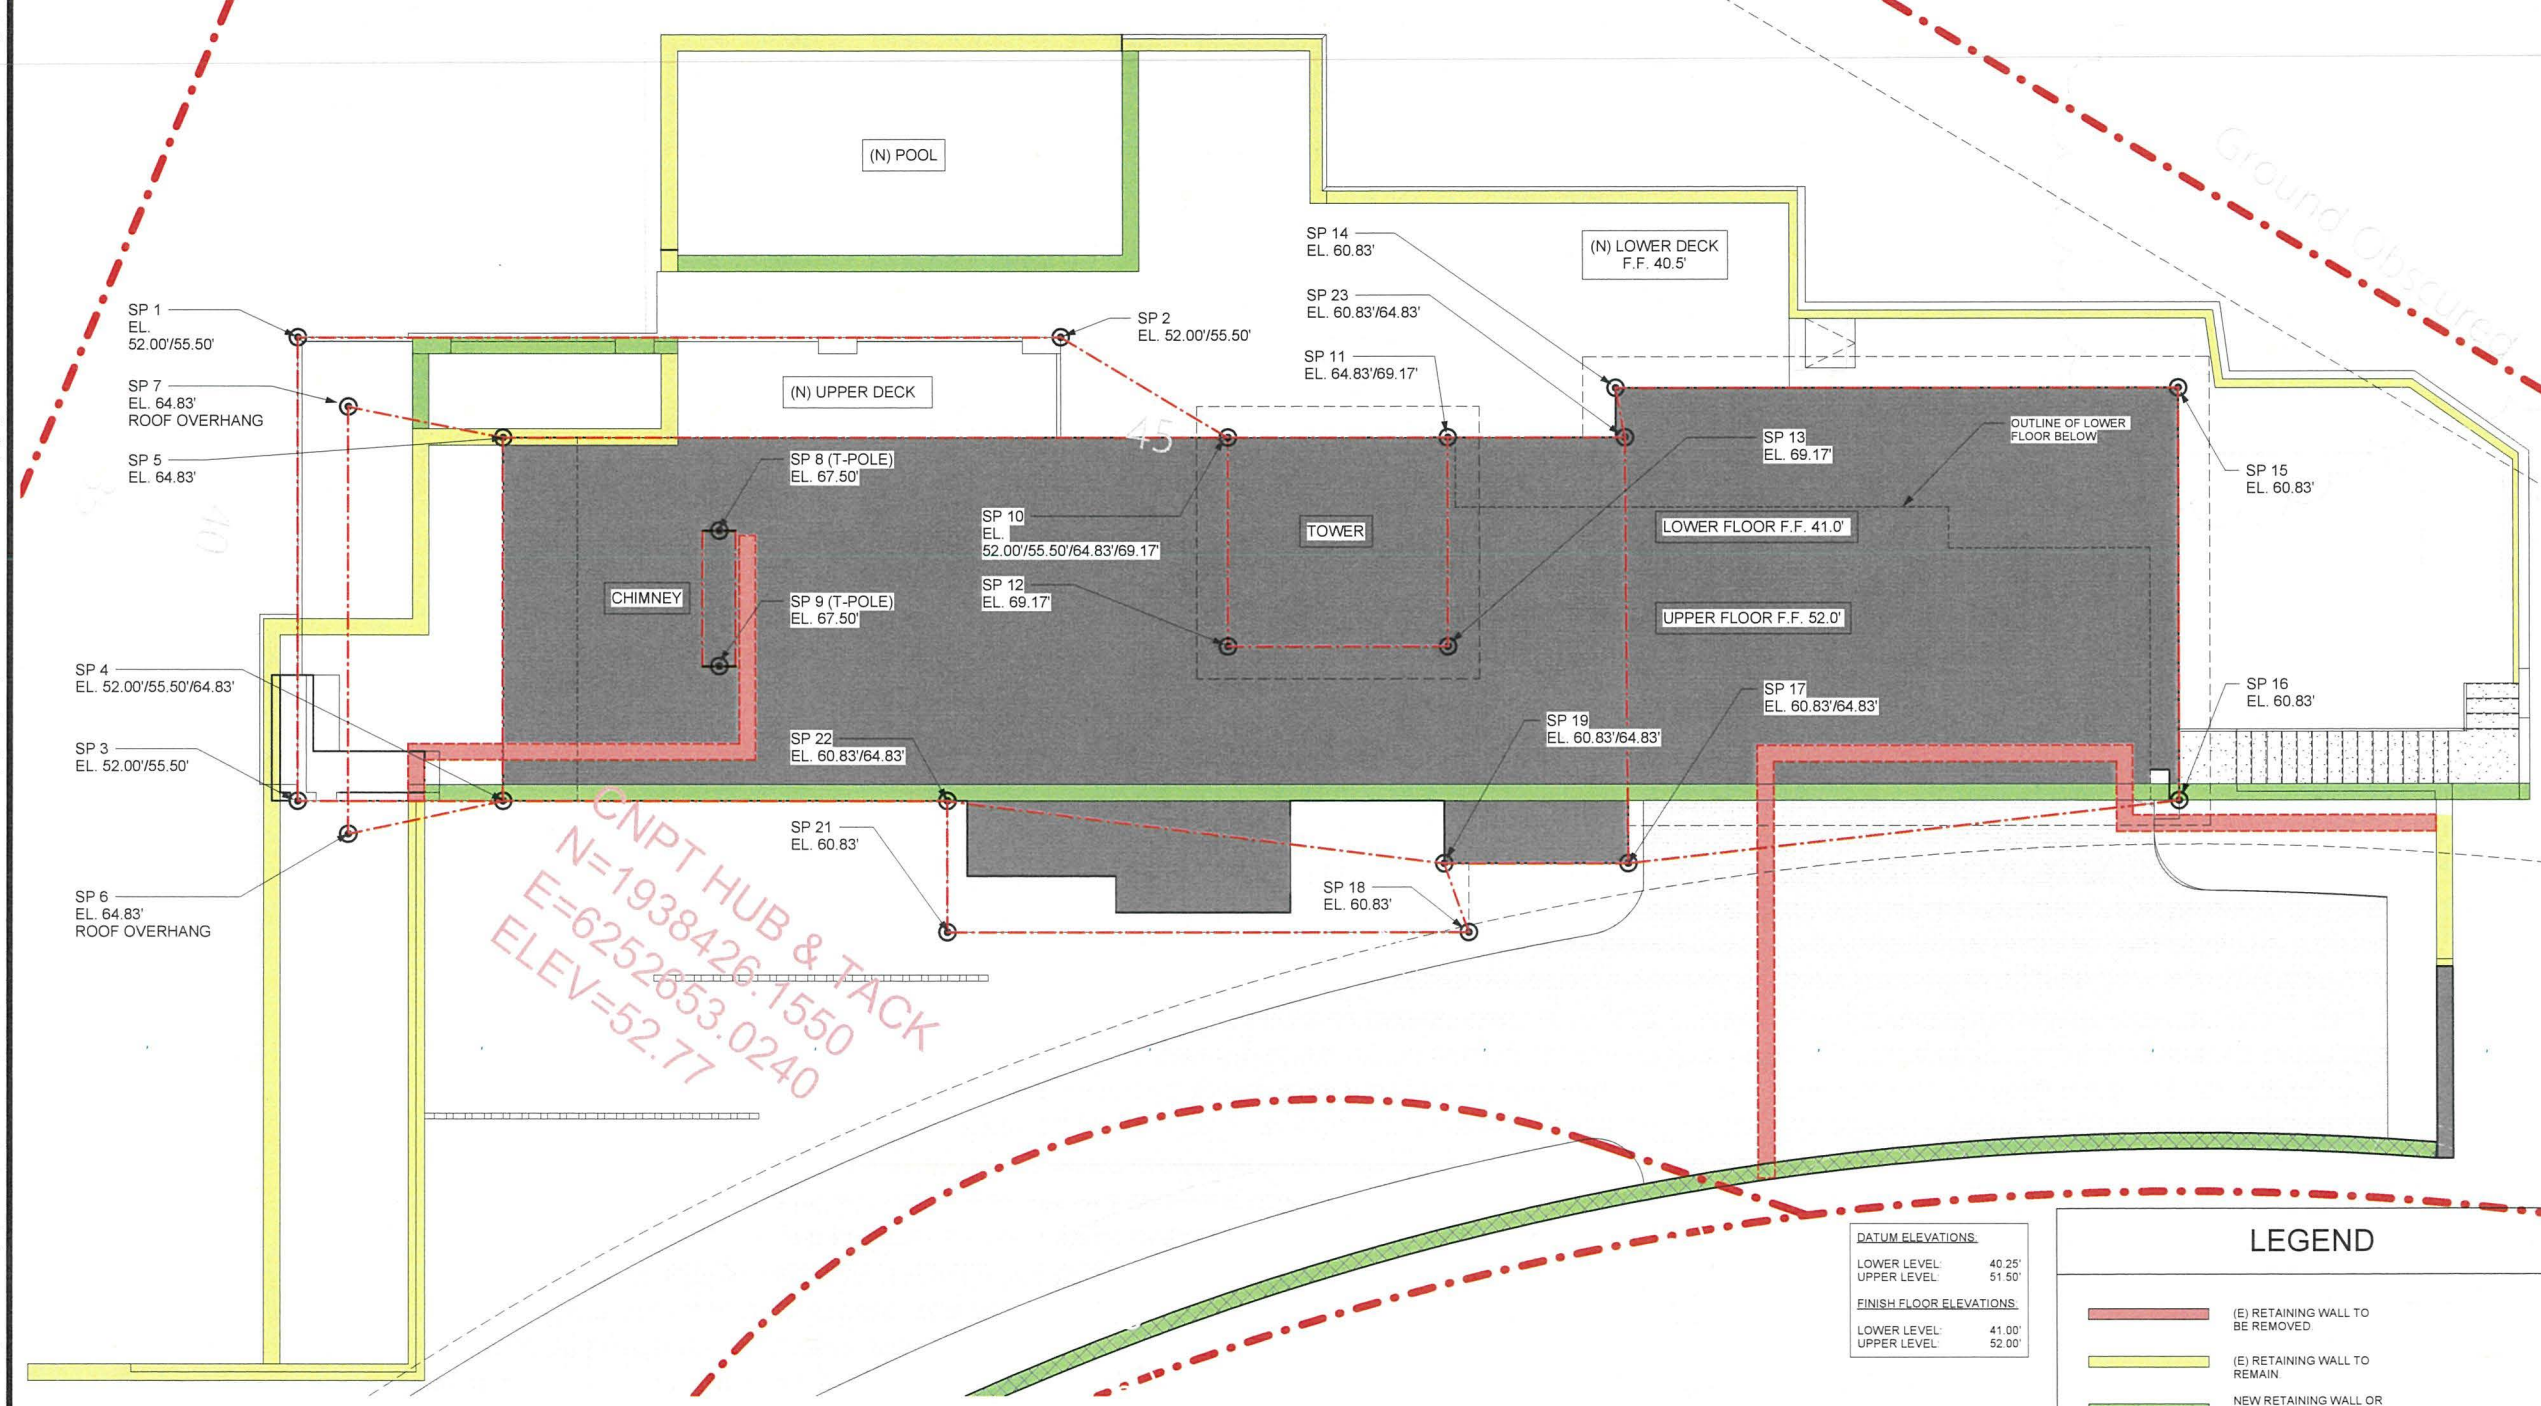 (N) POOL
Ground Obscured
SP 14
EL. 60.83'
(N) LOWER DECK
F.F. 40.5'
SP 23
EL. 60.83'/64.83'
SP 1
EL.
52.00'/55.50'
SP 2
EL. 52.00'/55.50'
SP 11
EL. 64.83'/69.17'
SP 7
EL. 64.83'
ROOF OVERHANG
(N) UPPER DECK
45
OUTLINE OF LOWER
FLOOR BELOW
SP 13
EL. 69.17'
SP 5
EL. 64.83'
SP 8 (T-POLE)
EL. 67.50'
SP 15
EL. 60.83'
40
SP 10
EL.
52.00'/55.50'/64.83'/69.17'
TOWER
LOWER FLOOR F.F. 41.0'
CHIMNEY
SP 12
EL. 69.17'
SP 9 (T-POLE)
EL. 67.50'
UPPER FLOOR F.F. 52.0'
SP 4
EL. 52.00'/55.50'/64.83'
SP 17
EL. 60.83'/64.83'
SP 16
EL. 60.83'
SP 19
EL. 60.83'/64.83'
SP 22
EL. 60.83'/64.83'
SP 3
EL. 52.00'/55.50'
SP 21
EL. 60.83'
SP 18
EL. 60.83'
SP 6
EL. 64.83'
ROOF OVERHANG
CNPT HUB & TACK
N=1938426.1550
E=6252653.0240
ELEV=52.77
DATUM ELEVATIONS:
LOWER LEVEL: 40.25'
UPPER LEVEL: 51.50'
FINISH FLOOR ELEVATIONS:
LOWER LEVEL: 41.00'
UPPER LEVEL: 52.00'
LEGEND
(E) RETAINING WALL TO
BE REMOVED.
(E) RETAINING WALL TO
REMAIN.
NEW RETAINING WALL OR